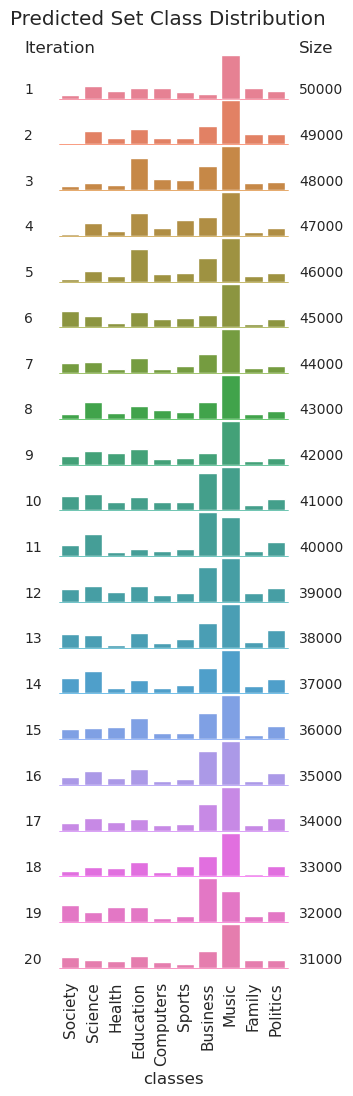 Predicted Set Class Distribution
Iteration Size
1 50000
2 49000
3 48000
4 47000
5 46000
6 45000
7 44000
8 43000
9 42000
10 41000
11 40000
12 39000
13 38000
14 37000
15 36000
16 35000
17 34000
18 33000
19 32000
20 31000
Society
Science
Health
Education
Computers
Sports
Business
Music
Family
Politics
classes